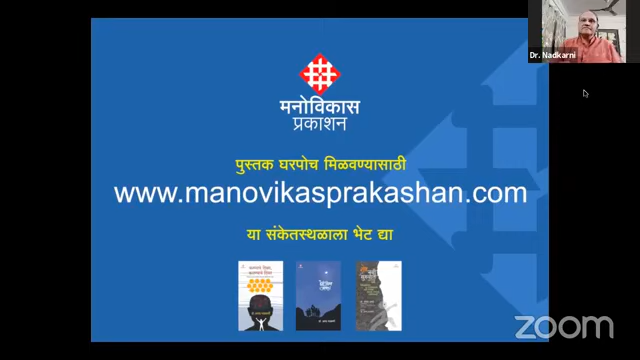 Dr. Nadkarni
मनोविकास
प्रकाशन
पुस्तक घरपोच मिळवण्यासाठी
www.manovikasprakashan.com
या संकेतस्थळाला भेट द्या
zoom